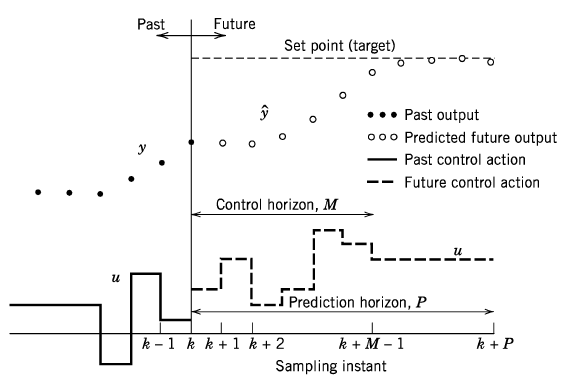 Past Future
Set point (target)
ŷ
y
Past output
Predicted future output
Past control action
Future control action
Control horizon, M
u
u
Prediction horizon, P
k − 1 k k + 1 k + 2 k + M − 1 k + P
Sampling instant